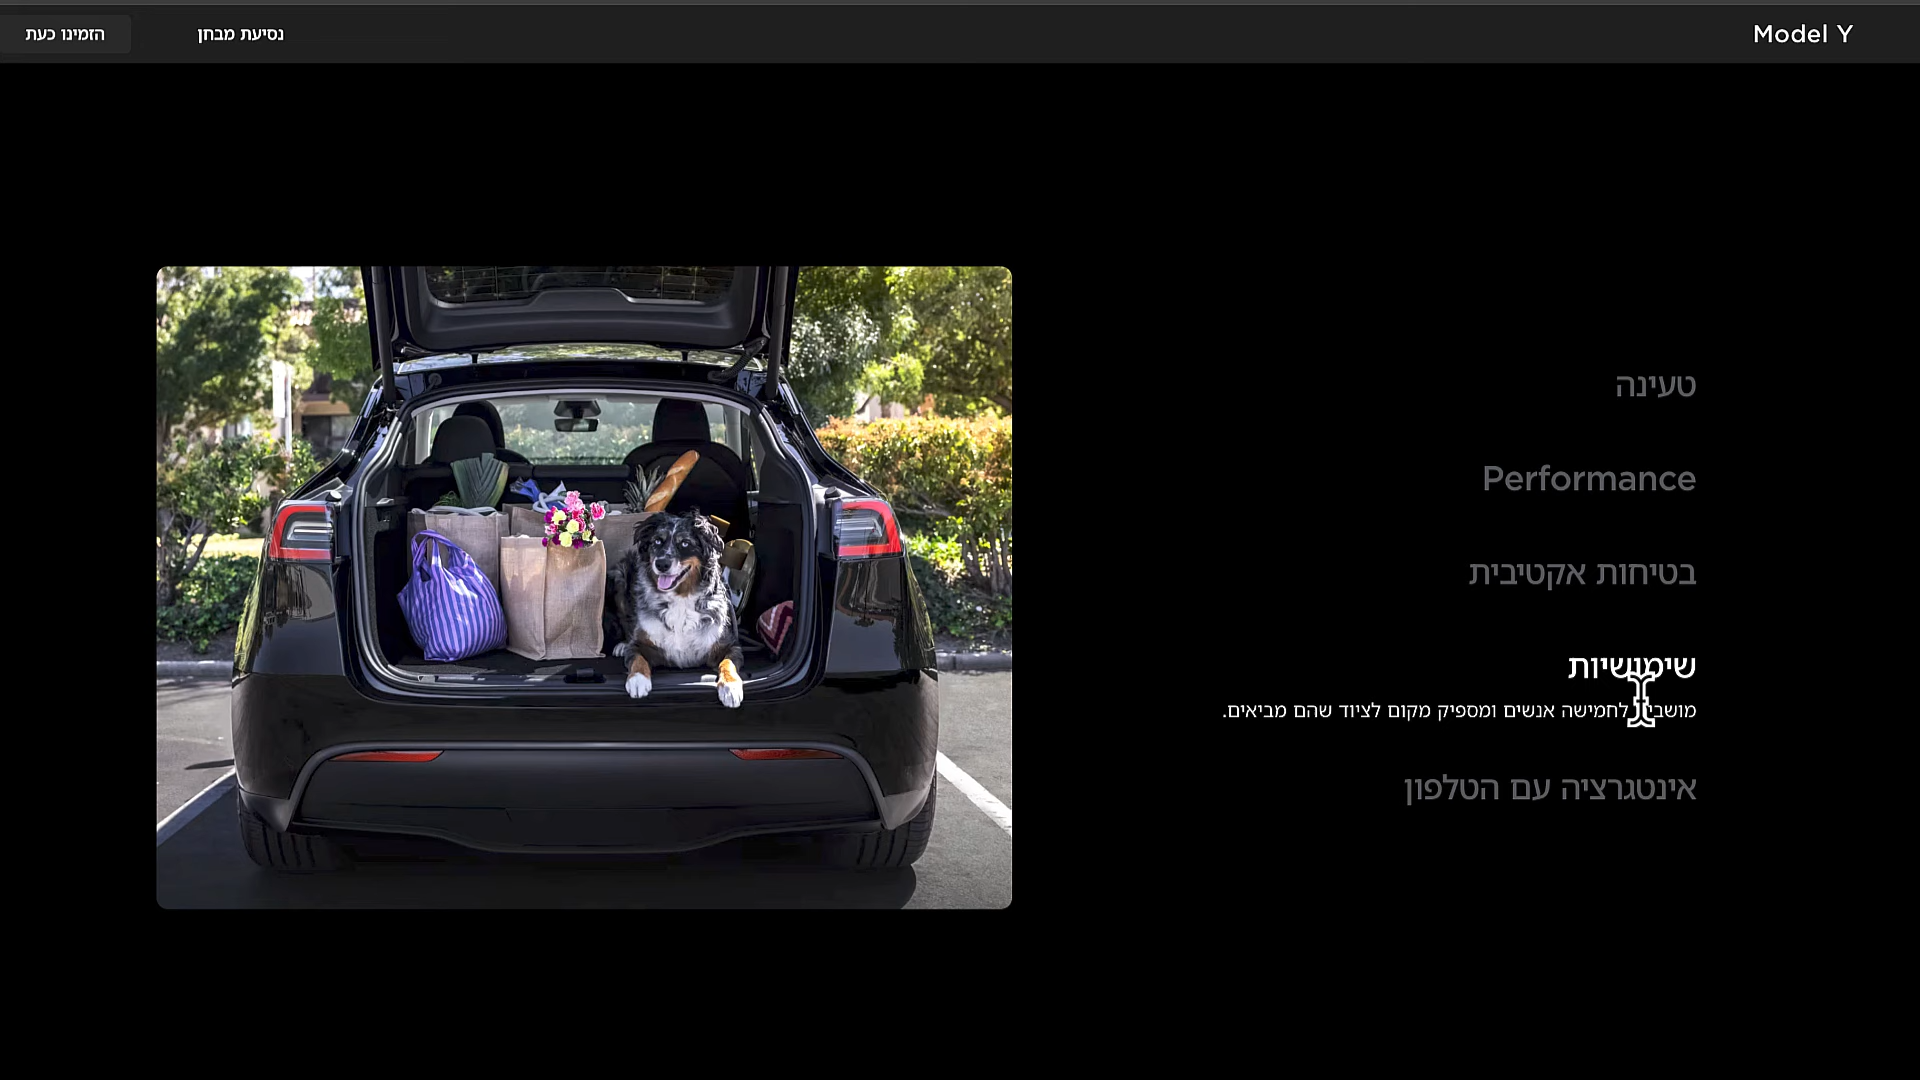 Model Y
נסיעת מבחן
הזמינו כעת
טעינה
Performance
בטיחות אקטיבית
שימושיות
לחמישה אנשים ומספיק מקום לציוד שהם מביאים.
אינטגרציה עם הטלפון